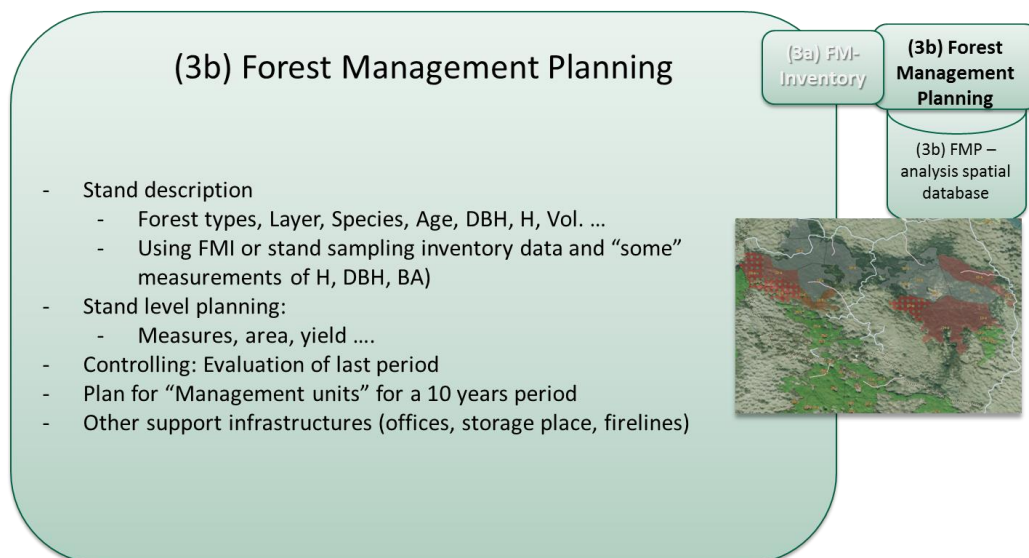 (3b) Forest Management Planning
(3a) FM-
Inventory
(3b) Forest
Management
Planning
(3b) FMP –
analysis spatial
database
- Stand description
- Forest types, Layer, Species, Age, DBH, H, Vol. ...
- Using FMI or stand sampling inventory data and “some”
measurements of H, DBH, BA)
- Stand level planning:
- Measures, area, yield ....
- Controlling: Evaluation of last period
- Plan for “Management units” for a 10 years period
- Other support infrastructures (offices, storage place, firelines)